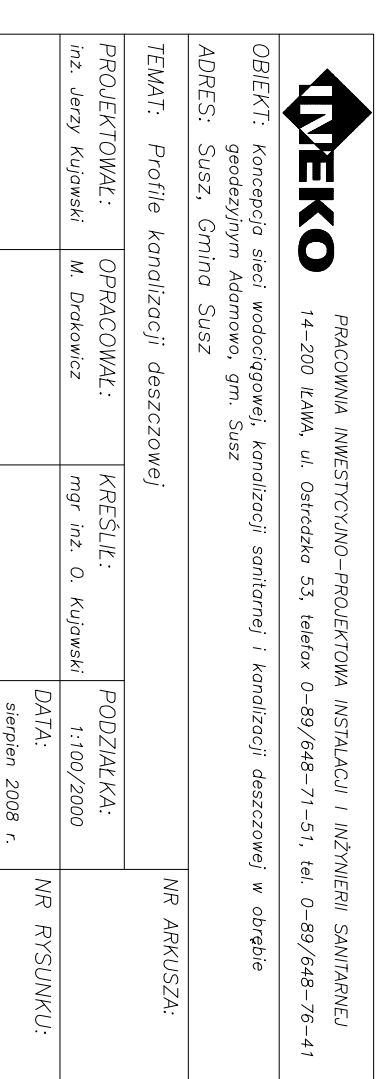 INEKO
PRACOWNIA INWESTYCYJNO-PROJEKTOWA INSTALACJI I INŻYNIERII SANITARNEJ
14-200 IŁAWA, ul. Ostródzka 53, telefax 0-89/648-71-51, tel. 0-89/648-76-41
OBIEKT: Koncepcja sieci wodociągowej, kanalizacji sanitarnej i kanalizacji deszczowej w obrębie
geodezyjnym Adamowo, gm. Susz
ADRES: Susz, Gmina Susz
TEMAT: Profile kanalizacji deszczowej
NR ARKUSZA:
PROJEKTOWAŁ:
inż. Jerzy Kujawski
OPRACOWAŁ:
M. Drakowicz
KREŚLIŁ:
mgr inż. O. Kujawski
PODZIAŁKA:
1:100/2000
DATA:
sierpien 2008 r.
NR RYSUNKU: